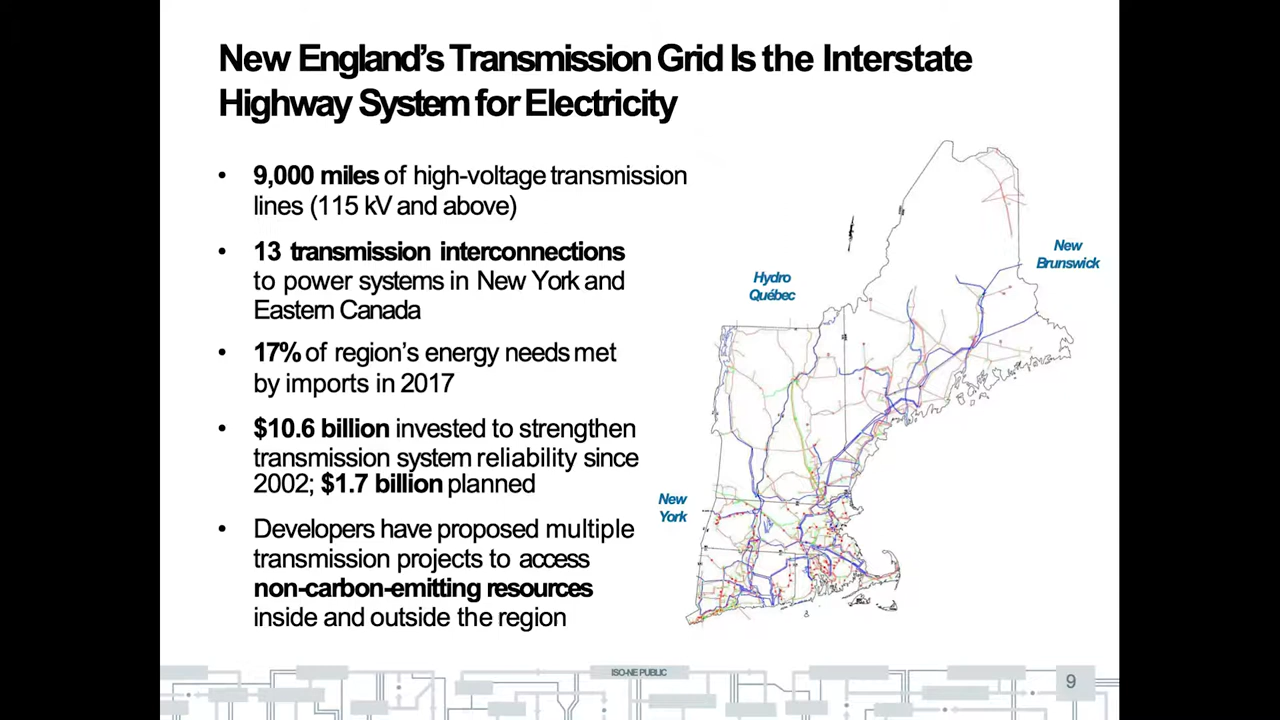 New England’s Transmission Grid Is the Interstate
Highway System for Electricity
• 9,000 miles of high-voltage transmission
lines (115 kV and above)
• 13 transmission interconnections
to power systems in New York and
Eastern Canada
• 17% of region’s energy needs met
by imports in 2017
• $10.6 billion invested to strengthen
transmission system reliability since
2002; $1.7 billion planned
• Developers have proposed multiple
transmission projects to access
non-carbon-emitting resources
inside and outside the region
New
Brunswick
Hydro
Québec
New
York
ISO-NE PUBLIC
9